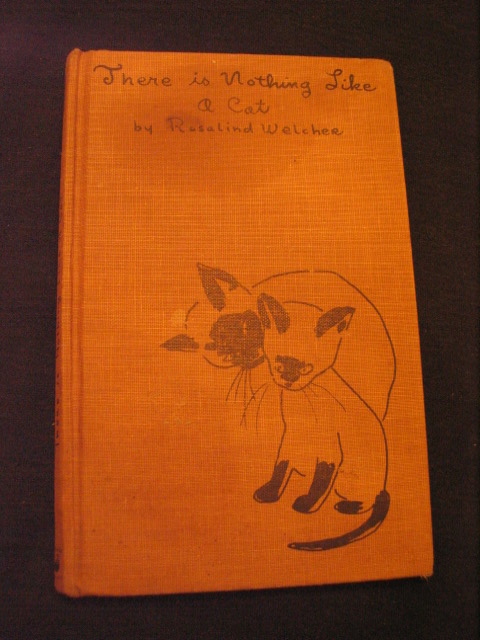 There is Nothing Like
A Cat
by Rosalind Welcher